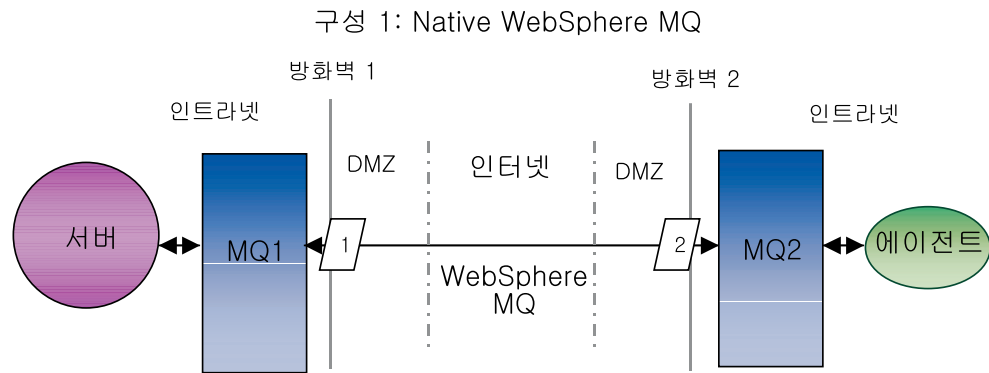 구성 1: Native WebSphere MQ
방화벽 1
방화벽 2
인트라넷
인트라넷
DMZ
인터넷
DMZ
서버
MQ1
1
2
MQ2
에이전트
WebSphere
MQ